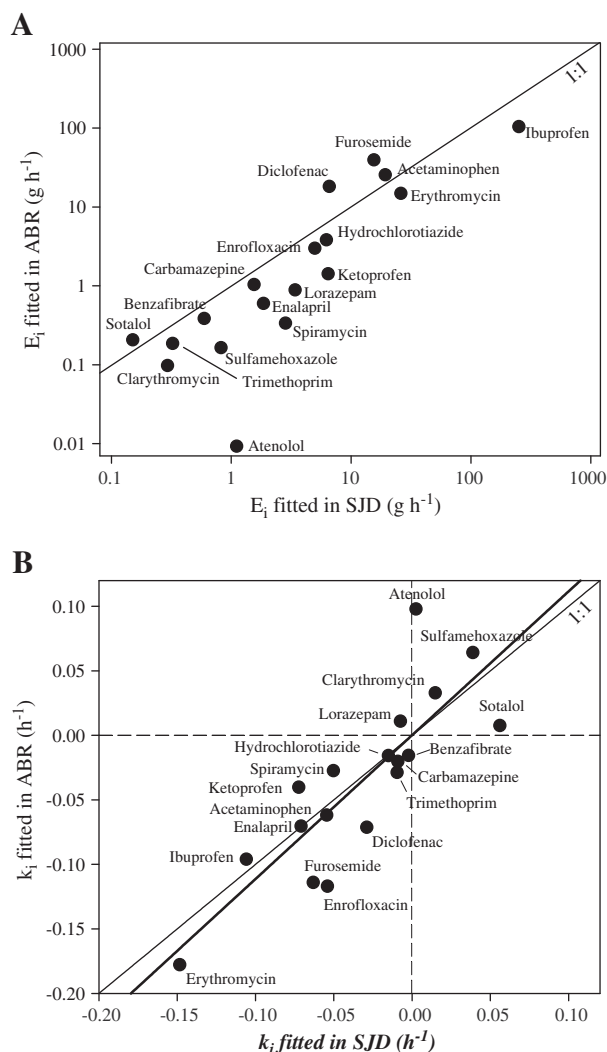 A
1000
1:1
100
Ibuprofen
Furosemide
Acetaminophen
Diclofenac
Erythromycin
10
Hydrochlorotiazide
Enrofloxacin
Carbamazepine
Ketoprofen
1
Lorazepam
Benzafibrate
Enalapril
Sotalol
Spiramycin
Sulfamehoxazole
0.1
Clarythromycin
Trimethoprim
0.01
Atenolol
0.1 1 10 100 1000
E_i fitted in SJD (g h⁻¹)
E_i fitted in ABR (g h⁻¹)
B
Atenolol
0.10
1:1
Sulfamehoxazole
0.05
Clarythromycin
Sotalol
Lorazepam
0.00
Hydrochlorotiazide
Benzafibrate
Spiramycin
Carbamazepine
Ketoprofen
-0.05
Trimethoprim
Acetaminophen
Enalapril
Diclofenac
Ibuprofen
-0.10
Furosemide
Enrofloxacin
-0.15
Erythromycin
-0.20
-0.20 -0.15 -0.10 -0.05 0.00 0.05 0.10
k_i fitted in SJD (h⁻¹)
k_i fitted in ABR (h⁻¹)